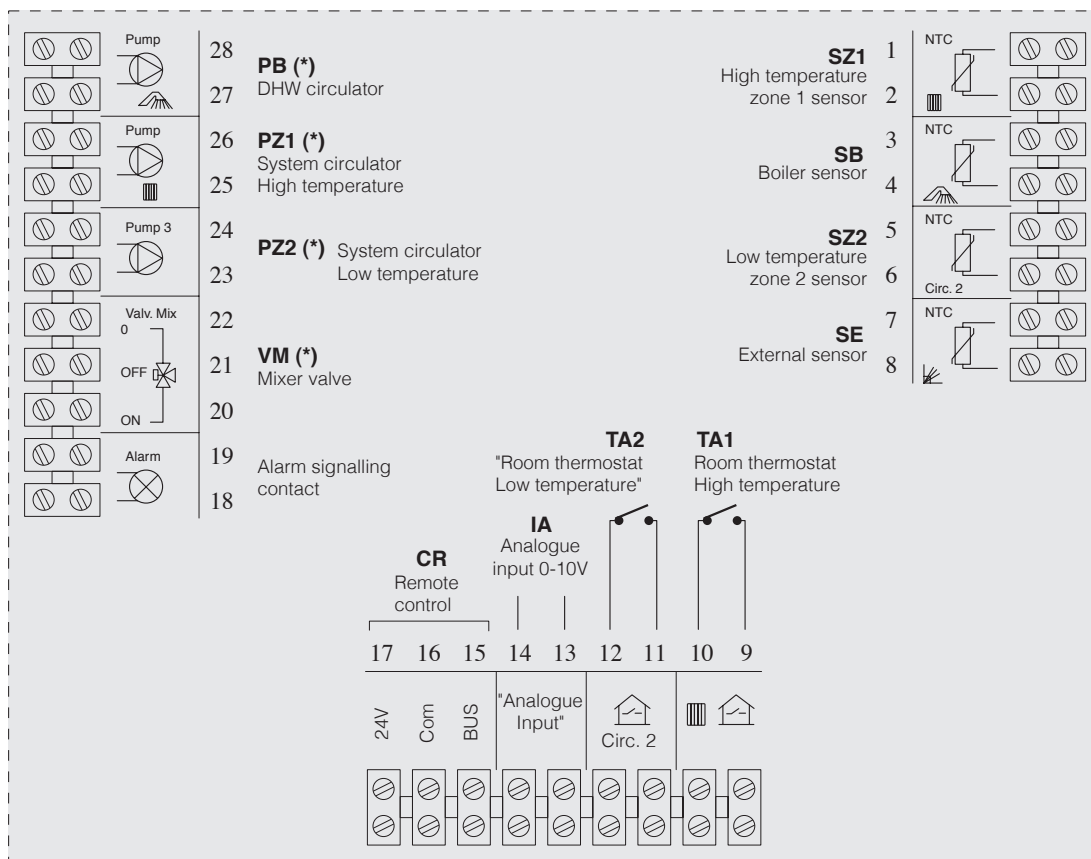 Pump
28
PB (*)
27
DHW circulator
Pump
26
PZ1 (*)
System circulator
25
High temperature
Pump 3
24
PZ2 (*) System circulator
23
Low temperature
Valv. Mix
0
22
OFF
21
VM (*)
Mixer valve
ON
20
Alarm
19
Alarm signalling
18
contact
SZ1
1
NTC
High temperature
zone 1 sensor
2
3
NTC
SB
Boiler sensor
4
5
NTC
SZ2
Low temperature
zone 2 sensor
6
Circ. 2
7
NTC
SE
External sensor
8
TA2
"Room thermostat
Low temperature"
TA1
Room thermostat
High temperature
IA
Analogue
input 0-10V
CR
Remote
control
17 16 15 14 13 12 11 10 9
24V
Com
BUS
"Analogue
Input"
Circ. 2